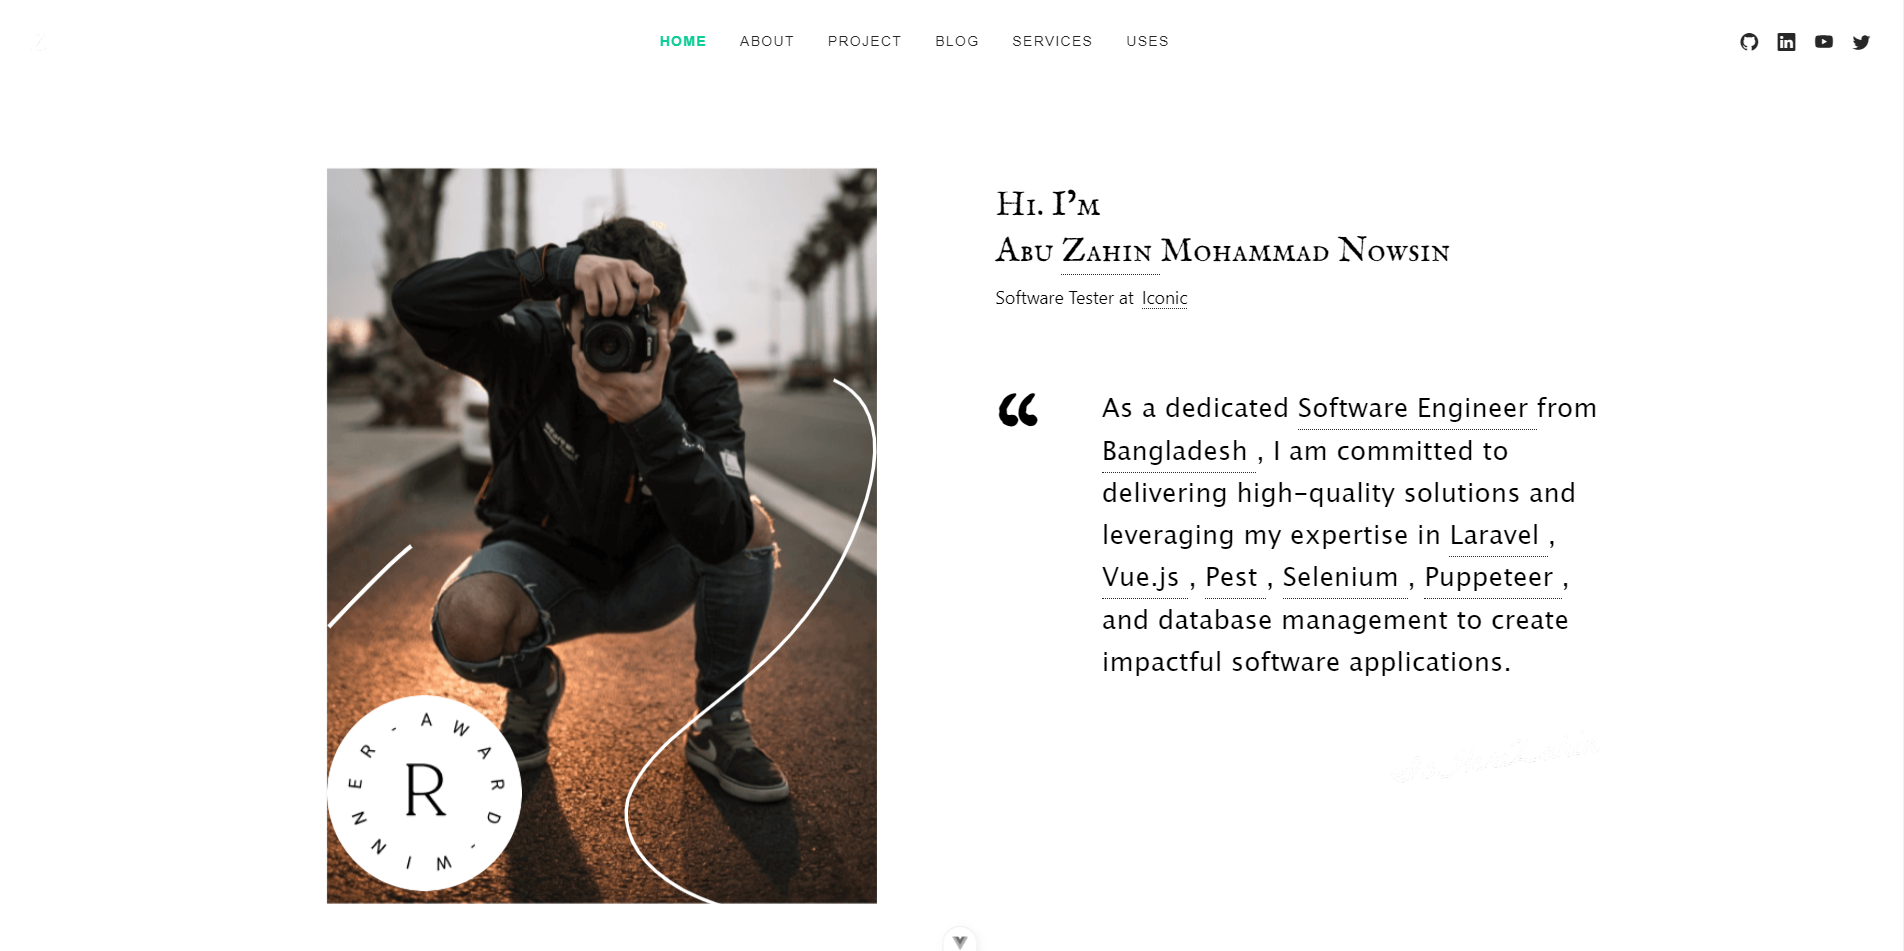 HOME ABOUT PROJECT BLOG SERVICES USES
Hi. I'm
Abu Zahin Mohammad Nowsin
Software Tester at Iconic
“ As a dedicated Software Engineer from
Bangladesh , I am committed to
delivering high-quality solutions and
leveraging my expertise in Laravel ,
Vue.js , Pest , Selenium , Puppeteer ,
and database management to create
impactful software applications.
AWARD-WINNER-
R
Canon